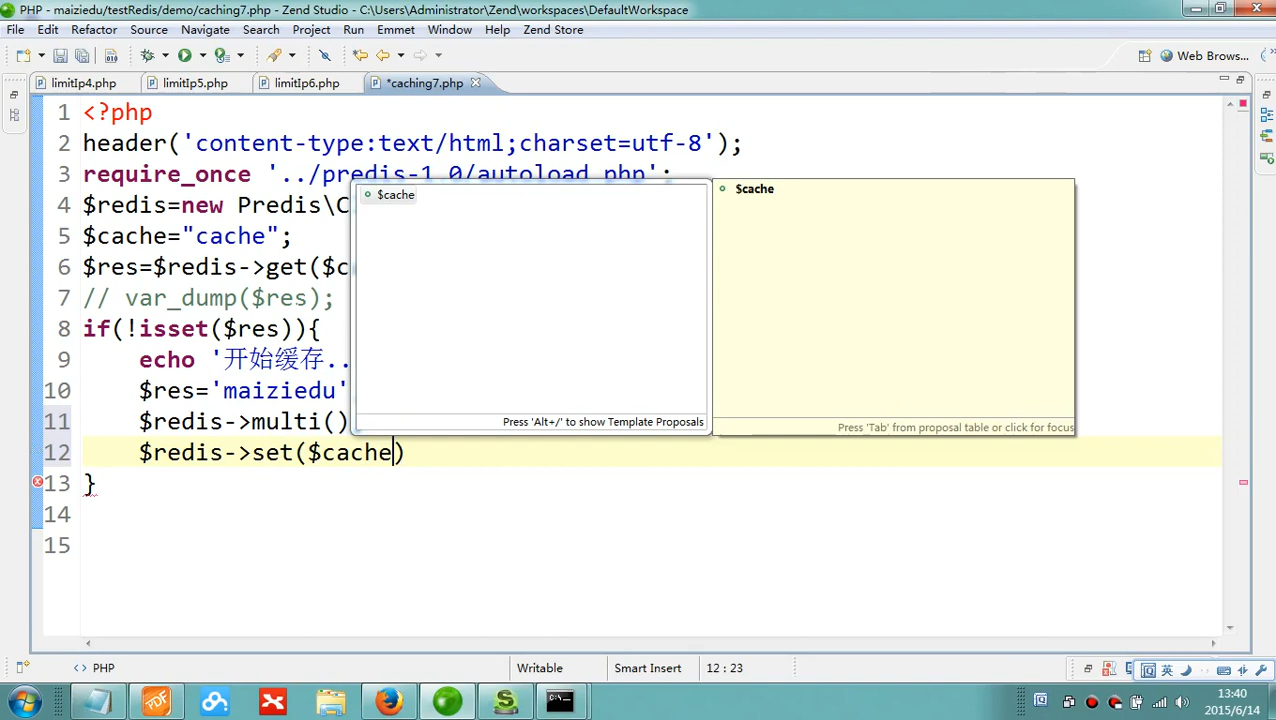 PHP - maiziedu/testRedis/demo/caching7.php - Zend Studio - C:\Users\Administrator\Zend\workspaces\DefaultWorkspace
File Edit Refactor Source Navigate Search Project Run Emmet Window Help Zend Store
Web Brows...
limitIp4.php limitIp5.php limitIp6.php *caching7.php
1 <?php
2 header('content-type:text/html;charset=utf-8');
3 require_once '../predis-1.0/autoload.php';
4 $redis=new Predis\C
5 $cache="cache";
6 $res=$redis->get($c
7 // var_dump($res);
8 if(!isset($res)){
9 echo '开始缓存..
10 $res='maiziedu'
11 $redis->multi()
12 $redis->set($cache)
13 }
14
15
$cache
Press 'Alt+/' to show Template Proposals
$cache
Press 'Tab' from proposal table or click for focus
<> PHP Writable Smart Insert 12 : 23
英
PDF
S
C:\
13:40
2015/6/14